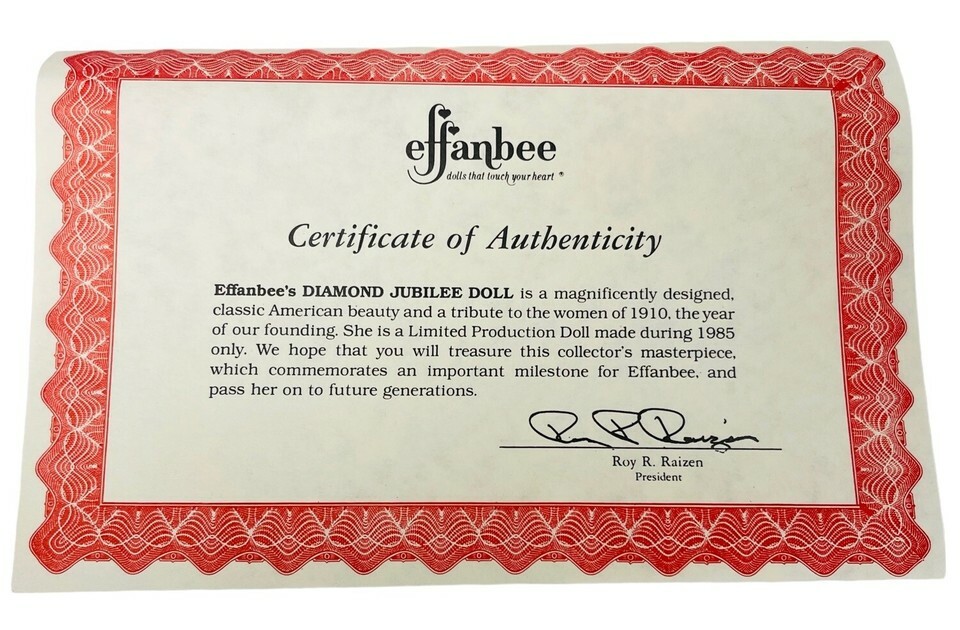 effanbee
dolls that touch your heart ®
Certificate of Authenticity
Effanbee's DIAMOND JUBILEE DOLL is a magnificently designed,
classic American beauty and a tribute to the women of 1910, the year
of our founding. She is a Limited Production Doll made during 1985
only. We hope that you will treasure this collector's masterpiece,
which commemorates an important milestone for Effanbee, and
pass her on to future generations.
Roy R. Raizen
Roy R. Raizen
President